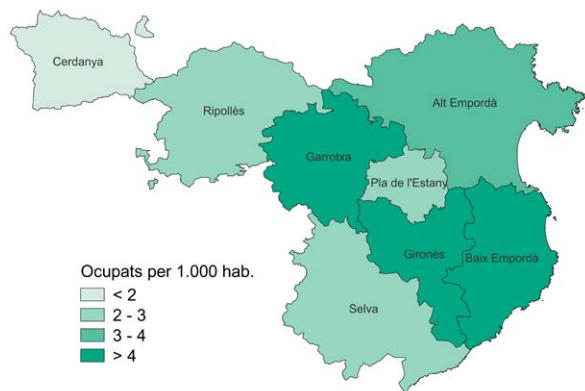 Cerdanya
Ripollès
Alt Empordà
Garrotxa
Pla de l'Estany
Gironès
Baix Empordà
Selva
Ocupats per 1.000 hab.
< 2
2 - 3
3 - 4
> 4